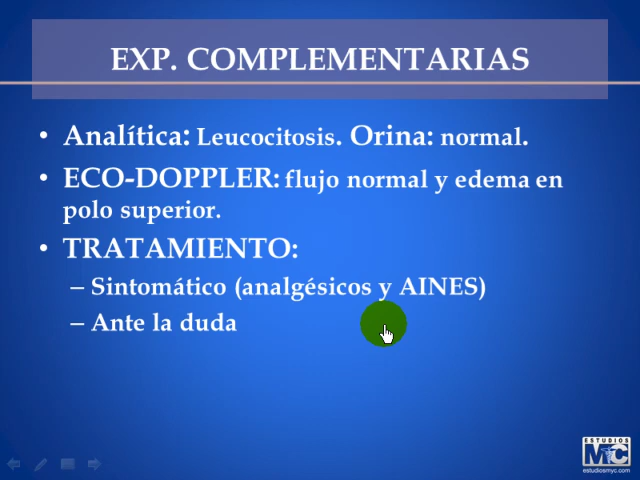 EXP. COMPLEMENTARIAS
• Analítica: Leucocitosis. Orina: normal.
• ECO-DOPPLER: flujo normal y edema en
polo superior.
• TRATAMIENTO:
– Sintomático (analgésicos y AINES)
– Ante la duda
ESTUDIOS
MyC
estudiosmyc.com